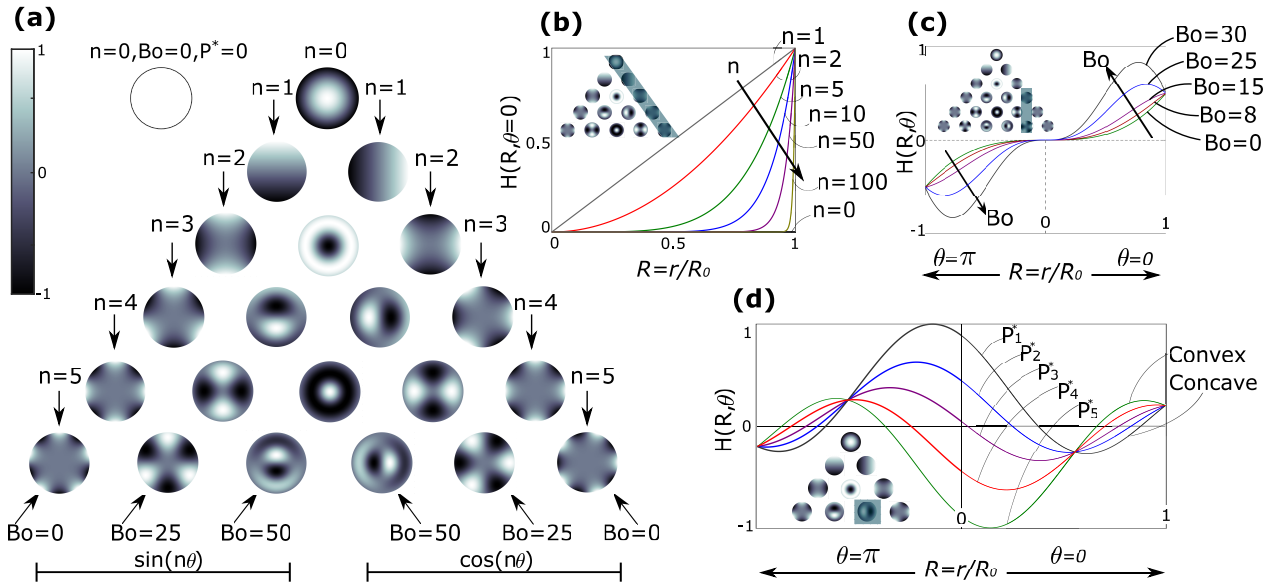 (a)
1
0
-1
n=0,Bo=0,P*=0
n=0
n=1
n=1
n=2
n=2
n=3
n=3
n=4
n=4
n=5
n=5
Bo=0
Bo=25
Bo=50
Bo=50
Bo=25
Bo=0
sin(nθ)
cos(nθ)
(b)
H(R,θ=0)
1
0.5
0
0
0.5
1
R=r/R₀
n
n=1
n=2
n=5
n=10
n=50
n=100
n=0
(c)
H(R,θ)
1
0
-1
0
1
Bo
Bo
Bo=30
Bo=25
Bo=15
Bo=8
Bo=0
θ=π
R=r/R₀
θ=0
(d)
H(R,θ)
1
0
-1
0
1
P*₁
P*₂
P*₃
P*₄
P*₅
Convex
Concave
θ=π
R=r/R₀
θ=0